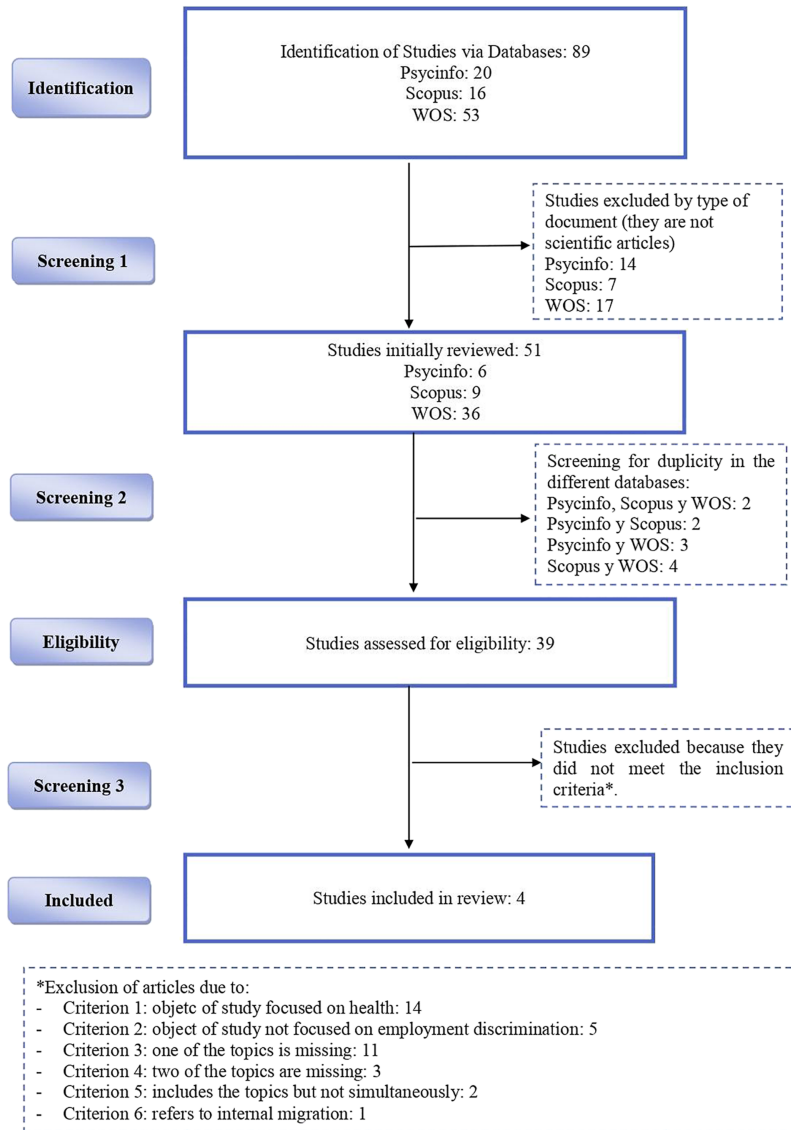 Identification
Identification of Studies via Databases: 89
Psycinfo: 20
Scopus: 16
WOS: 53
Screening 1
Studies excluded by type of
document (they are not
scientific articles)
Psycinfo: 14
Scopus: 7
WOS: 17
Studies initially reviewed: 51
Psycinfo: 6
Scopus: 9
WOS: 36
Screening 2
Screening for duplicity in the
different databases:
Psycinfo, Scopus y WOS: 2
Psycinfo y Scopus: 2
Psycinfo y WOS: 3
Scopus y WOS: 4
Eligibility
Studies assessed for eligibility: 39
Screening 3
Studies excluded because they
did not meet the inclusion
criteria*.
Included
Studies included in review: 4
*Exclusion of articles due to:
- Criterion 1: objetc of study focused on health: 14
- Criterion 2: object of study not focused on employment discrimination: 5
- Criterion 3: one of the topics is missing: 11
- Criterion 4: two of the topics are missing: 3
- Criterion 5: includes the topics but not simultaneously: 2
- Criterion 6: refers to internal migration: 1